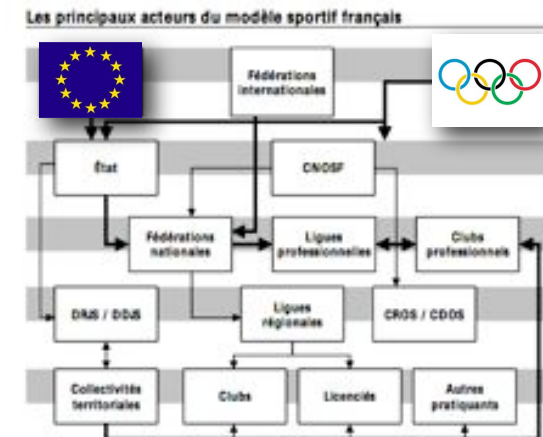 Les principaux acteurs du modèle sportif français
Fédérations
internationales
État
CNOSF
Fédérations
nationales
Ligues
professionnelles
Clubs
professionnels
DRJS / DDJS
Ligues
régionales
CROS / CDOS
Collectivités
territoriales
Clubs
Licenciés
Autres
pratiquants